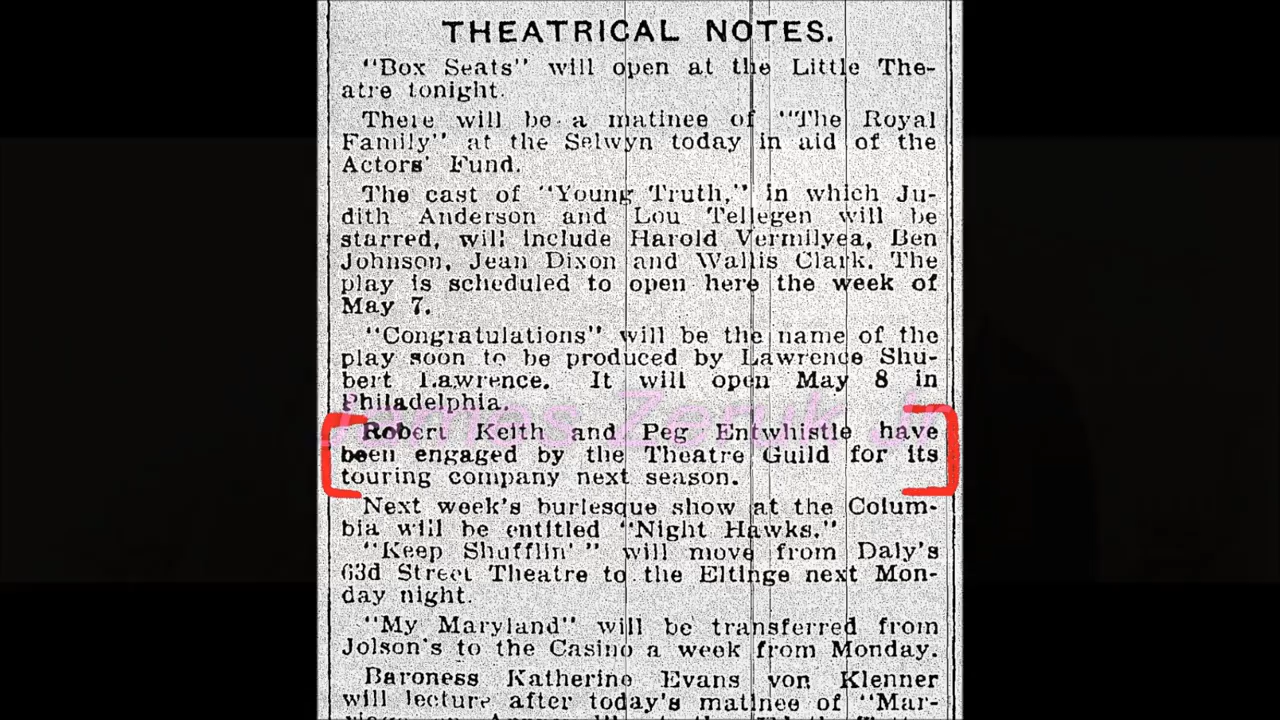 THEATRICAL NOTES.
"Box Seats" will open at the Little The-
atre tonight.
There will be a matinee of "The Royal
Family" at the Selwyn today in aid of the
Actors' Fund.
The cast of "Young Truth," in which Ju-
dith Anderson and Lou Tellegen will be
starred, will include Harold Vermilyea, Ben
Johnson, Jean Dixon and Wallis Clark. The
play is scheduled to open here the week of
May 7.
"Congratulations" will be the name of the
play soon to be produced by Lawrence Shu-
bert Lawrence. It will open May 8 in
Philadelphia.
James Zeruk Jr
Robert Keith and Peg Entwhistle have
been engaged by the Theatre Guild for its
touring company next season.
Next week's burlesque show at the Colum-
bia will be entitled "Night Hawks."
"Keep Shufflin' " will move from Daly's
63d Street Theatre to the Eltinge next Mon-
day night.
"My Maryland" will be transferred from
Jolson's to the Casino a week from Monday.
Baroness Katherine Evans von Klenner
will lecture after today's matinee of "Mar-